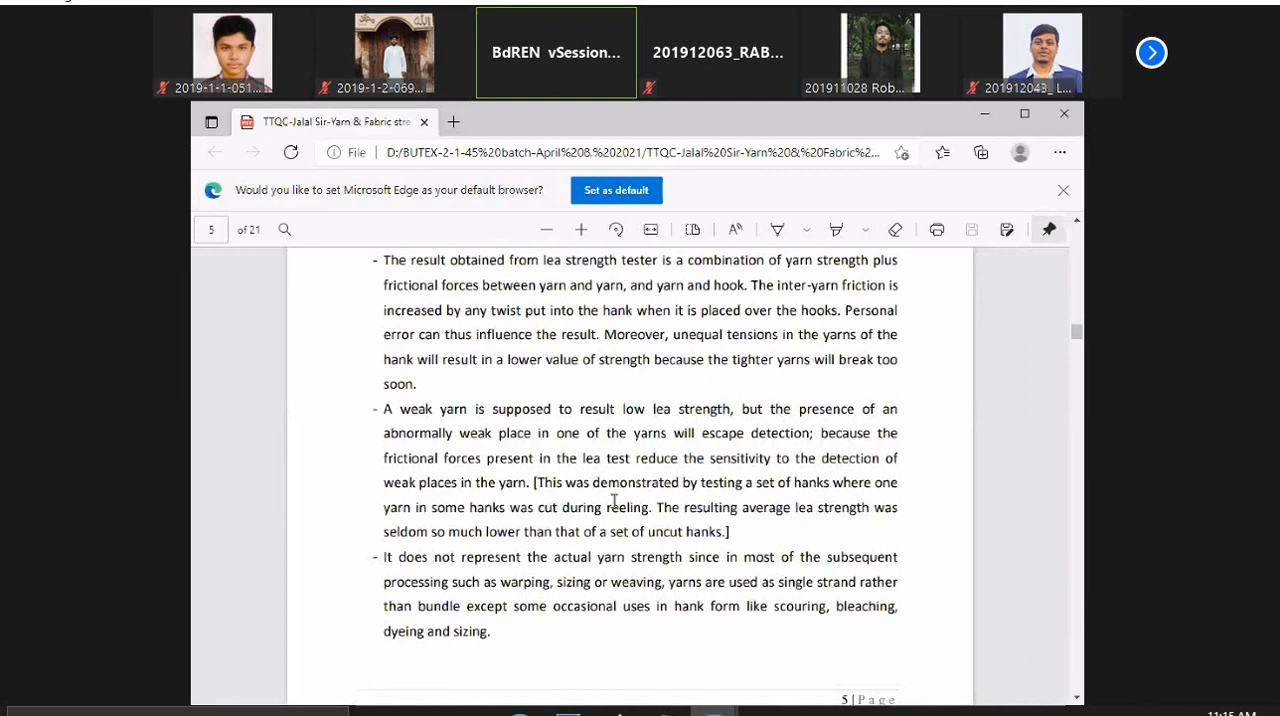 BdREN vSession...
201912063_RAB...
2019-1-1-051...
2019-1-2-069...
201911028 Rob...
201912043_ L...
TTQC-Jalal Sir-Yarn & Fabric stre
File
D:/BUTEX-2-1-45%20batch-April%208,%202021/TTQC-Jalal%20Sir-Yarn%20&%20Fabric%2...
Would you like to set Microsoft Edge as your default browser?
Set as default
5
of 21
- The result obtained from lea strength tester is a combination of yarn strength plus
frictional forces between yarn and yarn, and yarn and hook. The inter-yarn friction is
increased by any twist put into the hank when it is placed over the hooks. Personal
error can thus influence the result. Moreover, unequal tensions in the yarns of the
hank will result in a lower value of strength because the tighter yarns will break too
soon.
- A weak yarn is supposed to result low lea strength, but the presence of an
abnormally weak place in one of the yarns will escape detection; because the
frictional forces present in the lea test reduce the sensitivity to the detection of
weak places in the yarn. [This was demonstrated by testing a set of hanks where one
yarn in some hanks was cut during reeling. The resulting average lea strength was
seldom so much lower than that of a set of uncut hanks.]
- It does not represent the actual yarn strength since in most of the subsequent
processing such as warping, sizing or weaving, yarns are used as single strand rather
than bundle except some occasional uses in hank form like scouring, bleaching,
dyeing and sizing.
5 | Page
11:15 AM